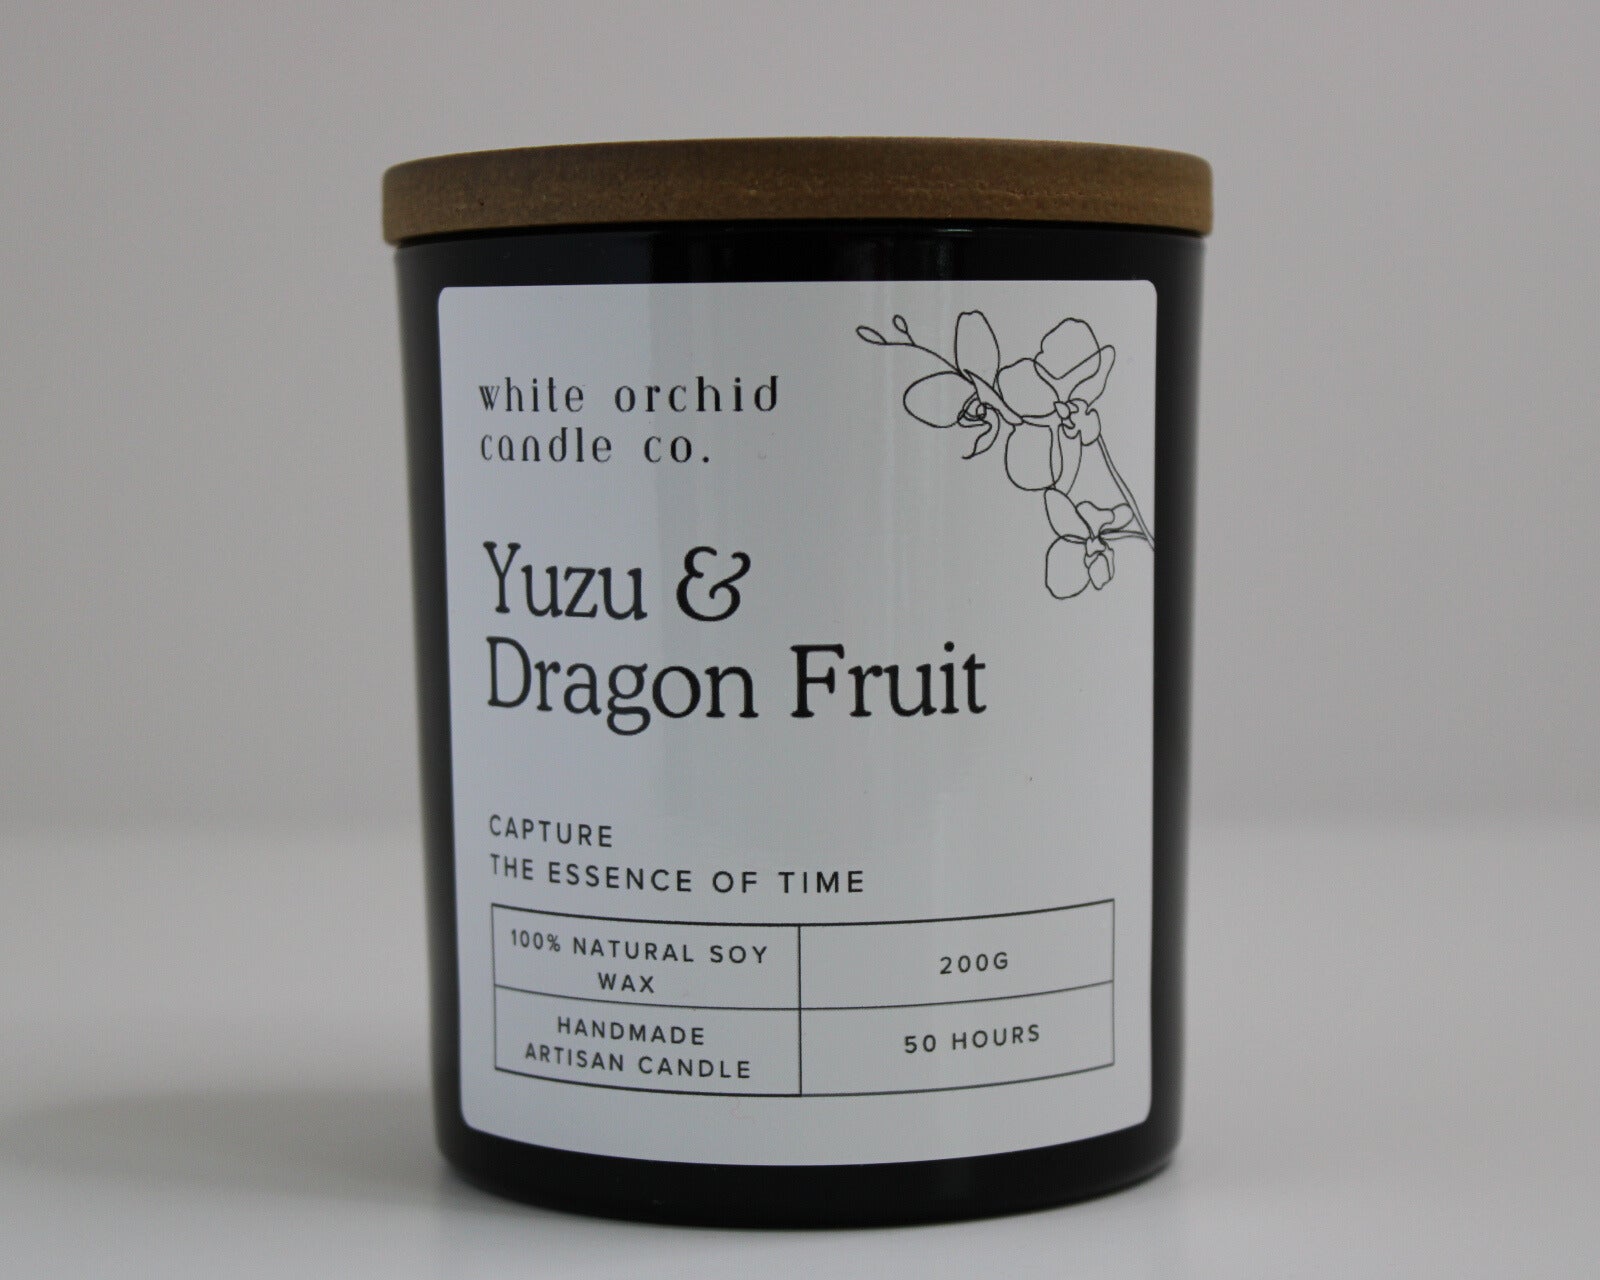 white orchid
candle co.
Yuzu &
Dragon Fruit
CAPTURE
THE ESSENCE OF TIME
100% NATURAL SOY
WAX
200G
HANDMADE
ARTISAN CANDLE
50 HOURS